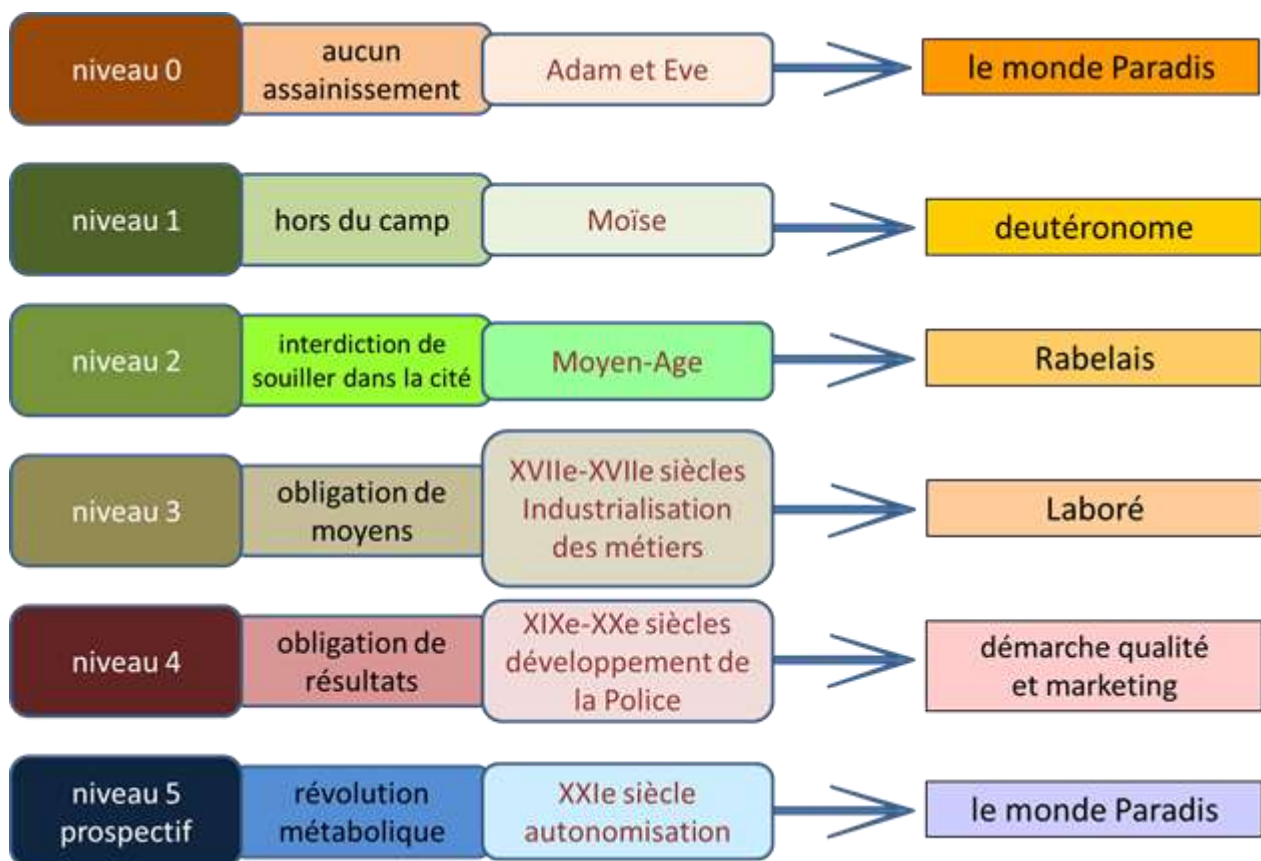 niveau 0
aucun
assainissement
Adam et Eve
le monde Paradis
niveau 1
hors du camp
Moïse
deutéronome
niveau 2
interdiction de
souiller dans la cité
Moyen-Age
Rabelais
niveau 3
obligation de
moyens
XVIIe-XVIIe siècles
Industrialisation
des métiers
Laboré
niveau 4
obligation de
résultats
XIXe-XXe siècles
développement de
la Police
démarche qualité
et marketing
niveau 5
prospectif
révolution
métabolique
XXIe siècle
autonomisation
le monde Paradis